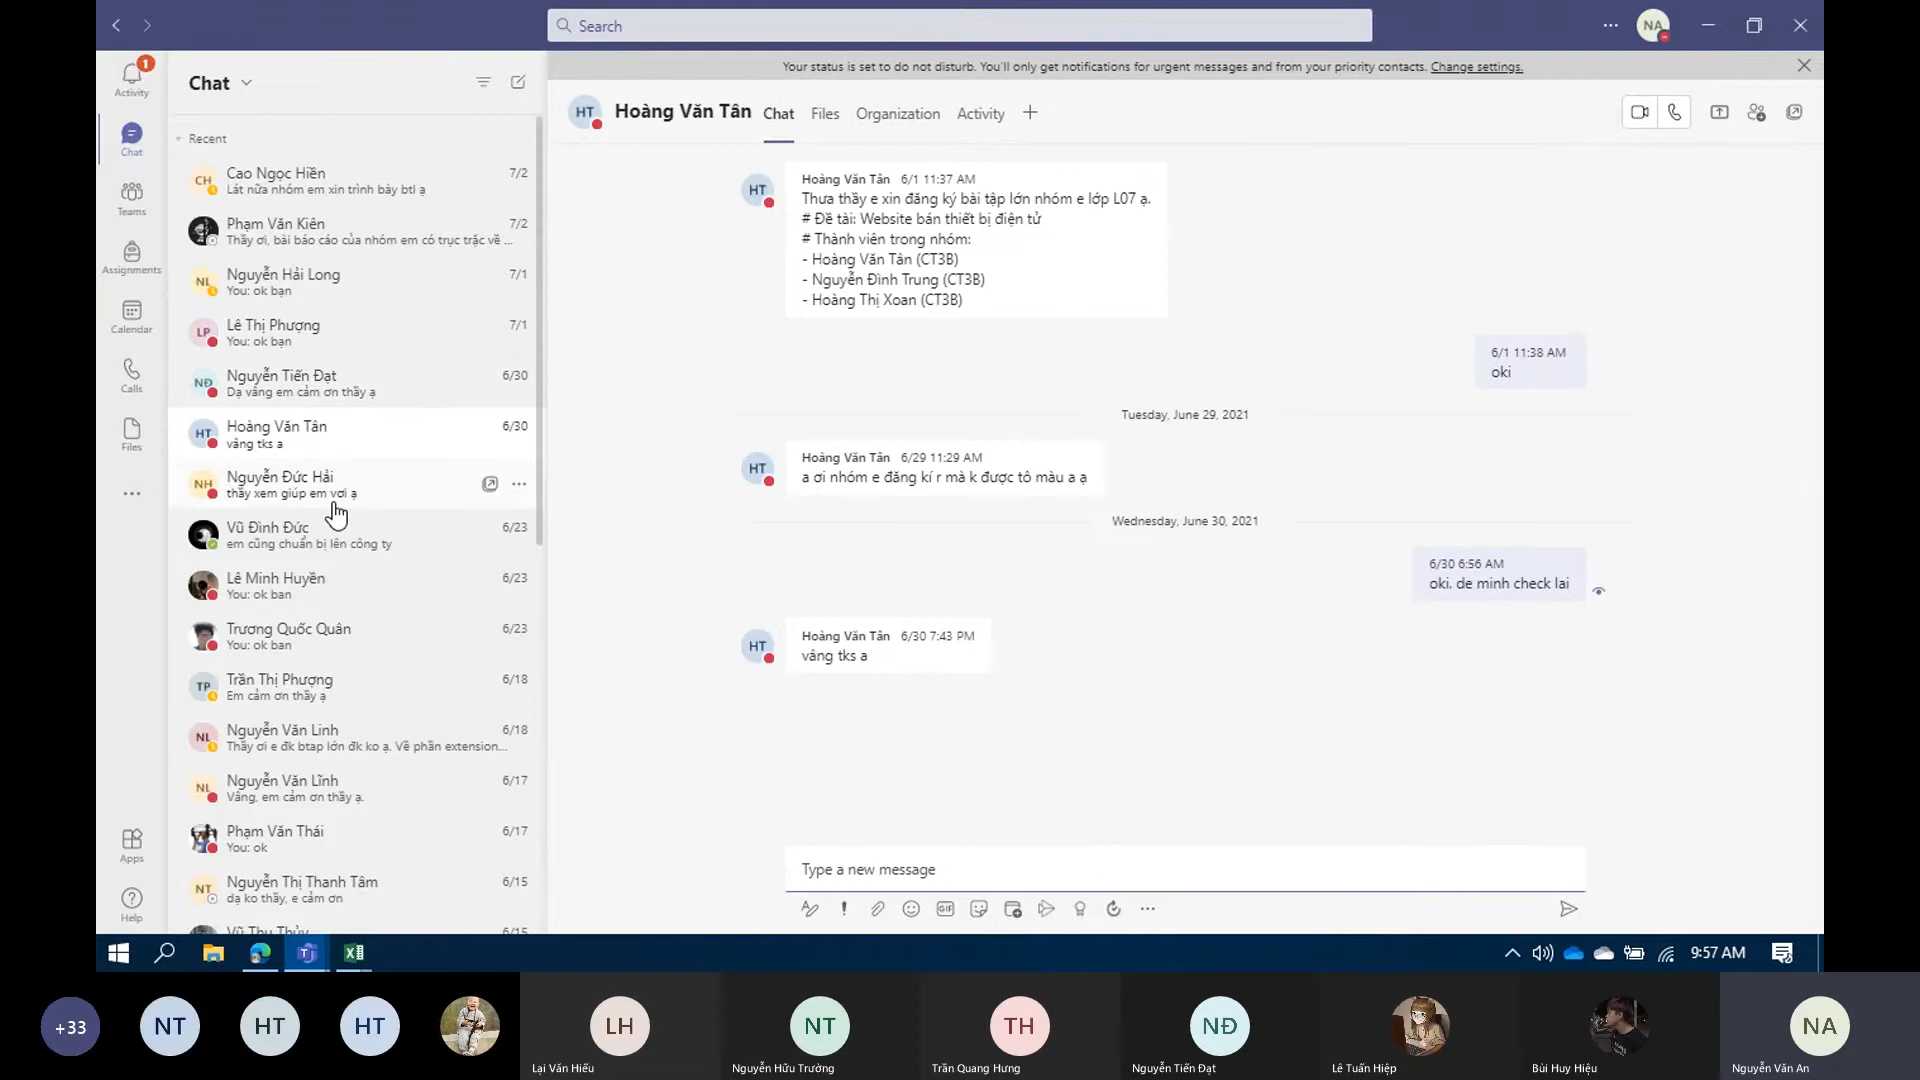 Search
NA
Your status is set to do not disturb. You'll only get notifications for urgent messages and from your priority contacts. Change settings.
1
Activity
Chat
Teams
Assignments
Calendar
Calls
Files
Apps
Help
Chat
Recent
CH
Cao Ngọc Hiền
7/2
Lát nữa nhóm em xin trình bày btl ạ
Phạm Văn Kiên
7/2
Thầy ơi, bài báo cáo của nhóm em có trục trặc về ...
NL
Nguyễn Hải Long
7/1
You: ok bạn
LP
Lê Thị Phượng
7/1
You: ok bạn
NĐ
Nguyễn Tiến Đạt
6/30
Dạ vâng em cảm ơn thầy ạ
HT
Hoàng Văn Tân
6/30
vâng tks a
NH
Nguyễn Đức Hải
thầy xem giúp em vơi ạ
Vũ Đình Đức
6/23
em cũng chuẩn bị lên công ty
Lê Minh Huyền
6/23
You: ok ban
Trương Quốc Quân
6/23
You: ok ban
TP
Trần Thị Phượng
6/18
Em cảm ơn thầy ạ
NL
Nguyễn Văn Linh
6/18
Thầy ơi e đk btap lớn đk ko ạ. Về phần extension...
NL
Nguyễn Văn Lĩnh
6/17
Vâng, em cảm ơn thầy ạ.
Phạm Văn Thái
6/17
You: ok
NT
Nguyễn Thị Thanh Tâm
6/15
dạ ko thầy, e cảm ơn
Vũ Thu Thủy
6/15
HT
Hoàng Văn Tân
Chat
Files
Organization
Activity
HT
Hoàng Văn Tân 6/1 11:37 AM
Thưa thầy e xin đăng ký bài tập lớn nhóm e lớp L07 ạ.
# Đề tài: Website bán thiết bị điện tử
# Thành viên trong nhóm:
- Hoàng Văn Tân (CT3B)
- Nguyễn Đình Trung (CT3B)
- Hoàng Thị Xoan (CT3B)
6/1 11:38 AM
oki
Tuesday, June 29, 2021
HT
Hoàng Văn Tân 6/29 11:29 AM
a ơi nhóm e đăng kí r mà k được tô màu a ạ
Wednesday, June 30, 2021
6/30 6:56 AM
oki. de minh check lai
HT
Hoàng Văn Tân 6/30 7:43 PM
vâng tks a
Type a new message
GIF
9:57 AM
+33
NT
HT
HT
LH
Lại Văn Hiếu
NT
Nguyễn Hữu Trường
TH
Trần Quang Hưng
NĐ
Nguyễn Tiến Đạt
Lê Tuấn Hiệp
Bùi Huy Hiệu
NA
Nguyễn Văn An